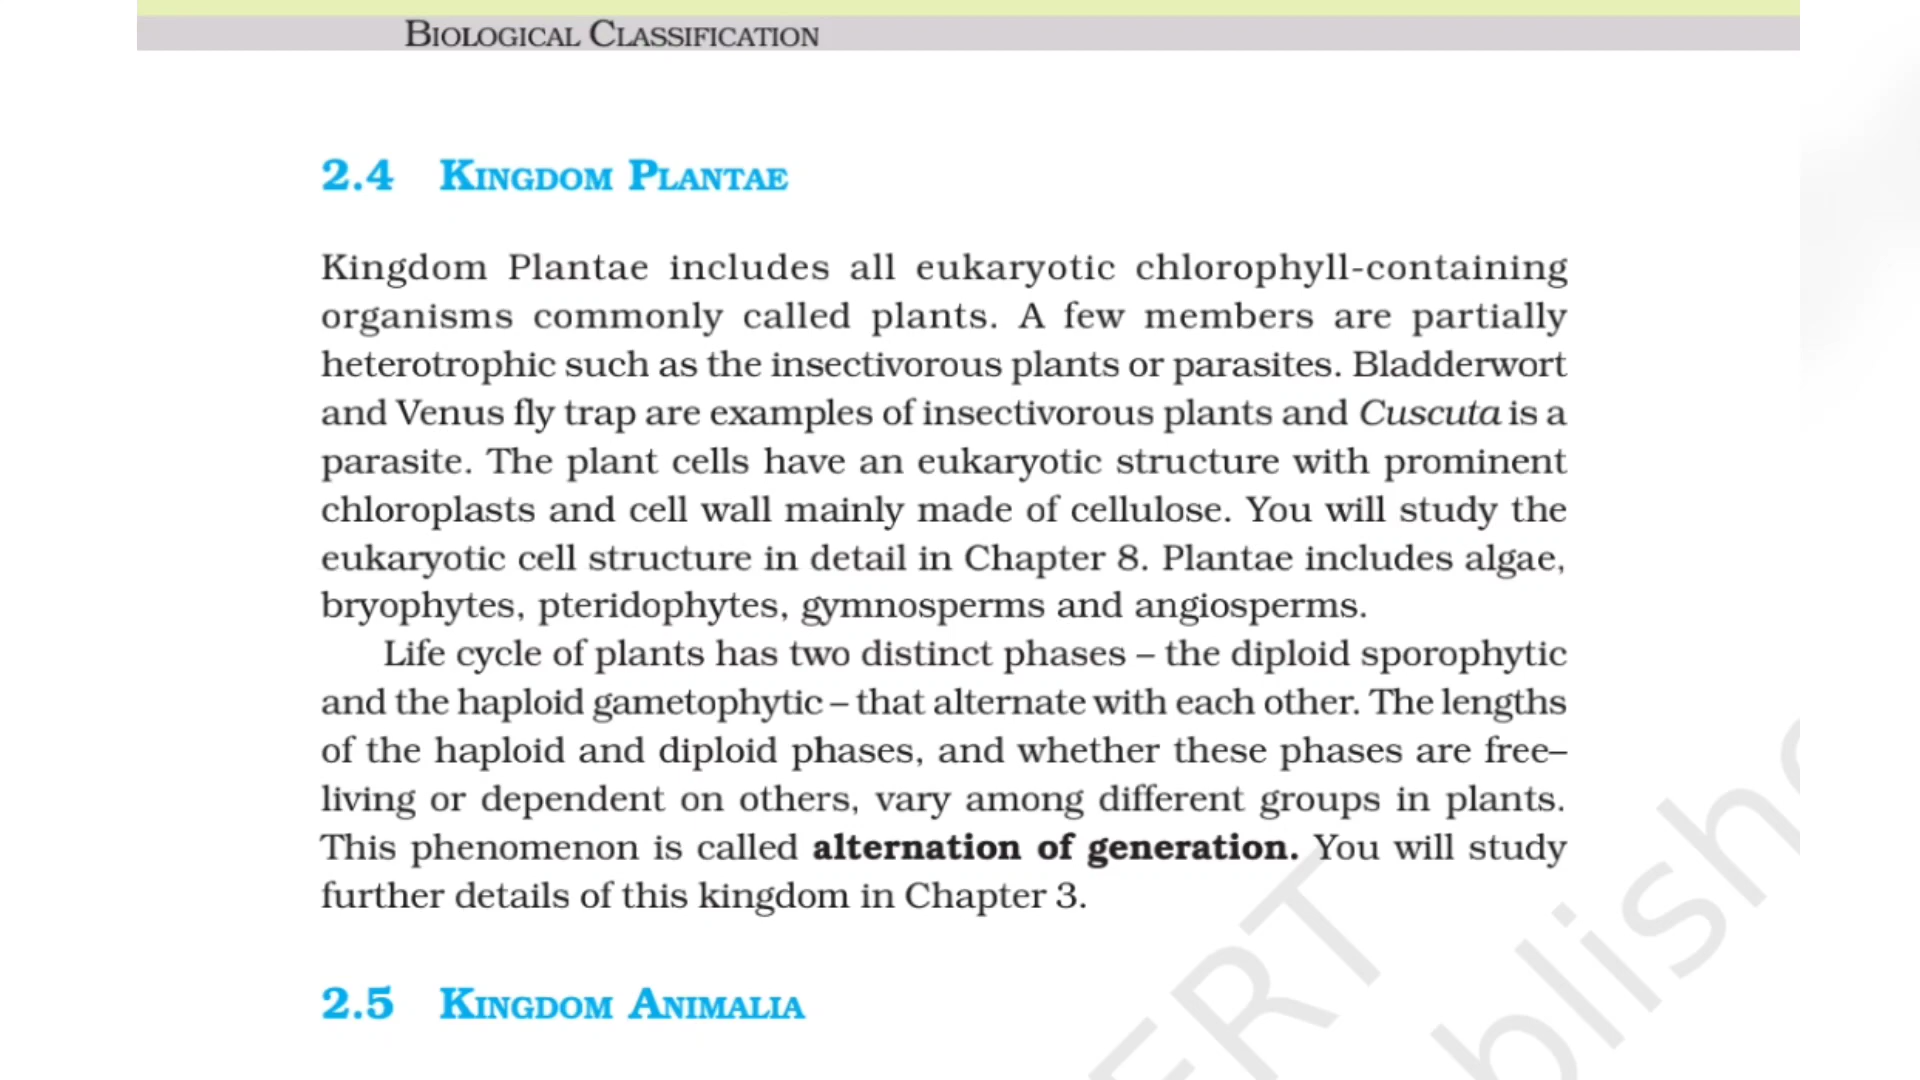 BIOLOGICAL CLASSIFICATION
2.4 KINGDOM PLANTAE
Kingdom Plantae includes all eukaryotic chlorophyll-containing
organisms commonly called plants. A few members are partially
heterotrophic such as the insectivorous plants or parasites. Bladderwort
and Venus fly trap are examples of insectivorous plants and Cuscuta is a
parasite. The plant cells have an eukaryotic structure with prominent
chloroplasts and cell wall mainly made of cellulose. You will study the
eukaryotic cell structure in detail in Chapter 8. Plantae includes algae,
bryophytes, pteridophytes, gymnosperms and angiosperms.
Life cycle of plants has two distinct phases – the diploid sporophytic
and the haploid gametophytic – that alternate with each other. The lengths
of the haploid and diploid phases, and whether these phases are free–
living or dependent on others, vary among different groups in plants.
This phenomenon is called alternation of generation. You will study
further details of this kingdom in Chapter 3.
2.5 KINGDOM ANIMALIA